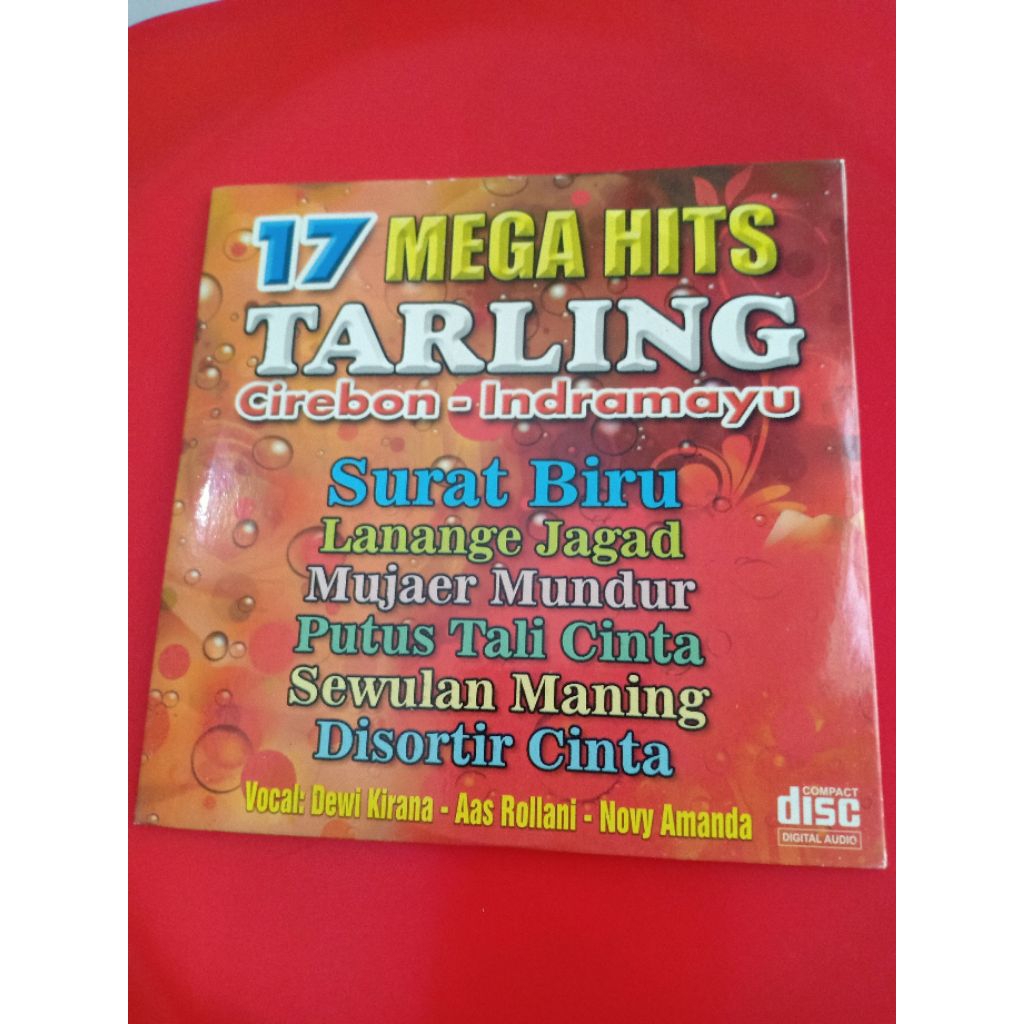 17 MEGA HITS
TARLING
Cirebon - Indramayu
Surat Biru
Lanange Jagad
Mujaer Mundur
Putus Tali Cinta
Sewulan Maning
Disortir Cinta
Vocal: Dewi Kirana - Aas Rollani - Novy Amanda
COMPACT
disc
DIGITAL AUDIO